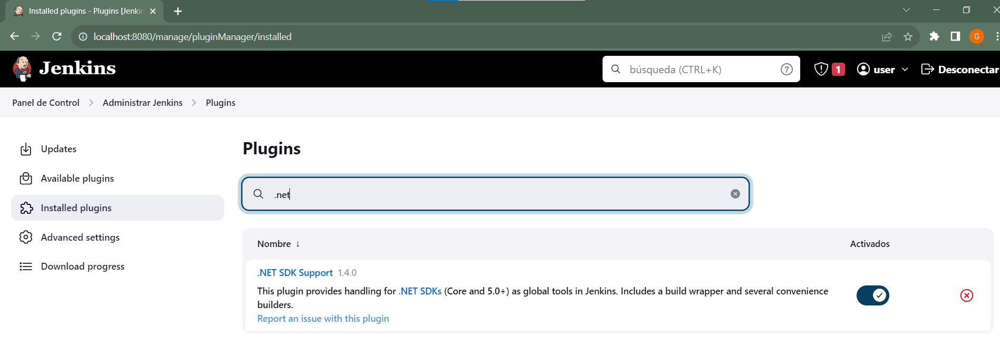 Installed plugins - Plugins [Jenkin
localhost:8080/manage/pluginManager/installed
G
Jenkins
búsqueda (CTRL+K)
1
user
Desconectar
Panel de Control
Administrar Jenkins
Plugins
Updates
Available plugins
Installed plugins
Advanced settings
Download progress
Plugins
.net
Nombre ↓
Activados
.NET SDK Support 1.4.0
This plugin provides handling for .NET SDKs (Core and 5.0+) as global tools in Jenkins. Includes a build wrapper and several convenience
builders.
Report an issue with this plugin